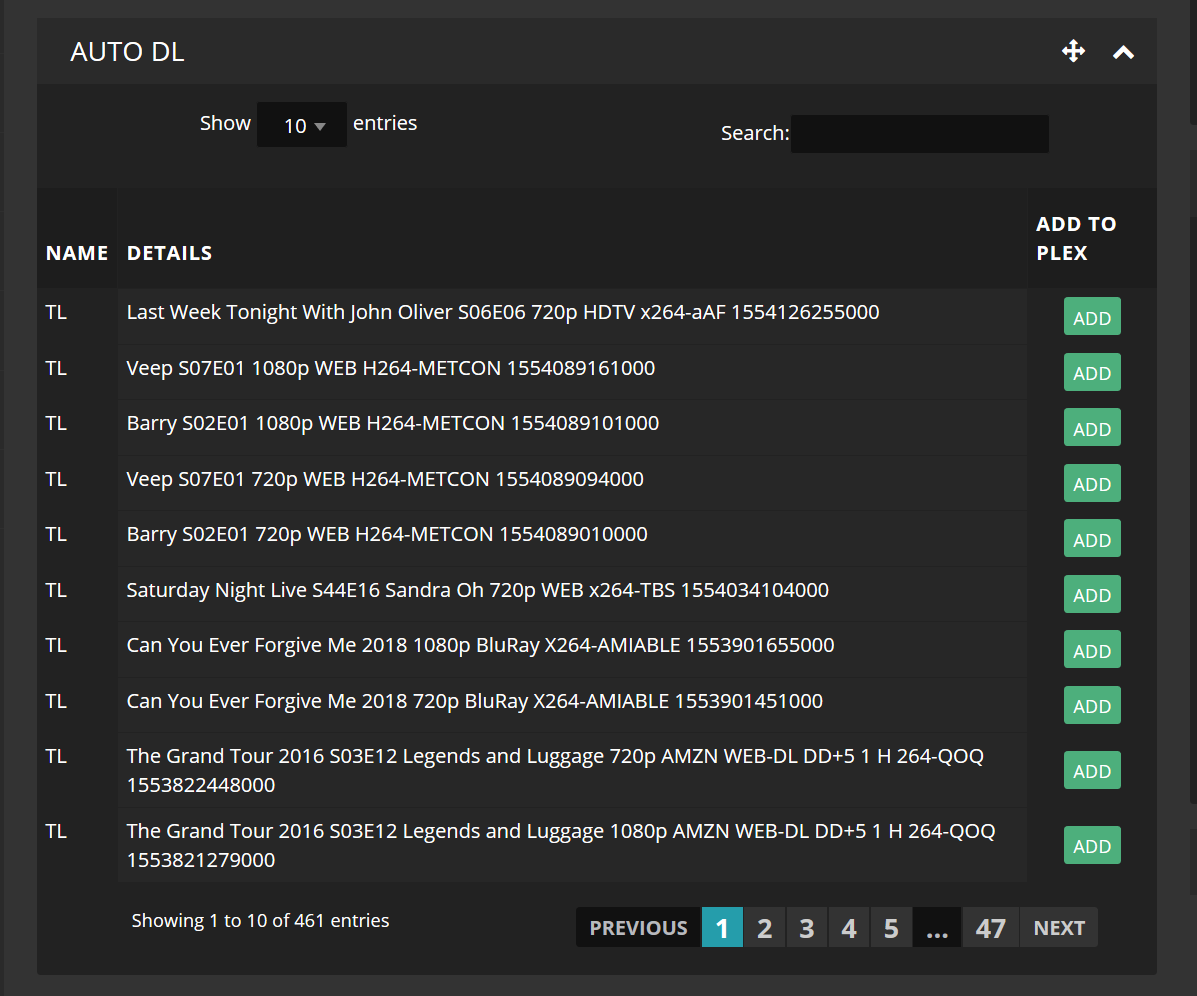 AUTO DL
Show 10 entries
Search:
NAME DETAILS ADD TO PLEX
TL Last Week Tonight With John Oliver S06E06 720p HDTV x264-aAF 1554126255000 ADD
TL Veep S07E01 1080p WEB H264-METCON 1554089161000 ADD
TL Barry S02E01 1080p WEB H264-METCON 1554089101000 ADD
TL Veep S07E01 720p WEB H264-METCON 1554089094000 ADD
TL Barry S02E01 720p WEB H264-METCON 1554089010000 ADD
TL Saturday Night Live S44E16 Sandra Oh 720p WEB x264-TBS 1554034104000 ADD
TL Can You Ever Forgive Me 2018 1080p BluRay X264-AMIABLE 1553901655000 ADD
TL Can You Ever Forgive Me 2018 720p BluRay X264-AMIABLE 1553901451000 ADD
TL The Grand Tour 2016 S03E12 Legends and Luggage 720p AMZN WEB-DL DD+5 1 H 264-QOQ
1553822448000 ADD
TL The Grand Tour 2016 S03E12 Legends and Luggage 1080p AMZN WEB-DL DD+5 1 H 264-QOQ
1553821279000 ADD
Showing 1 to 10 of 461 entries
PREVIOUS 1 2 3 4 5 ... 47 NEXT